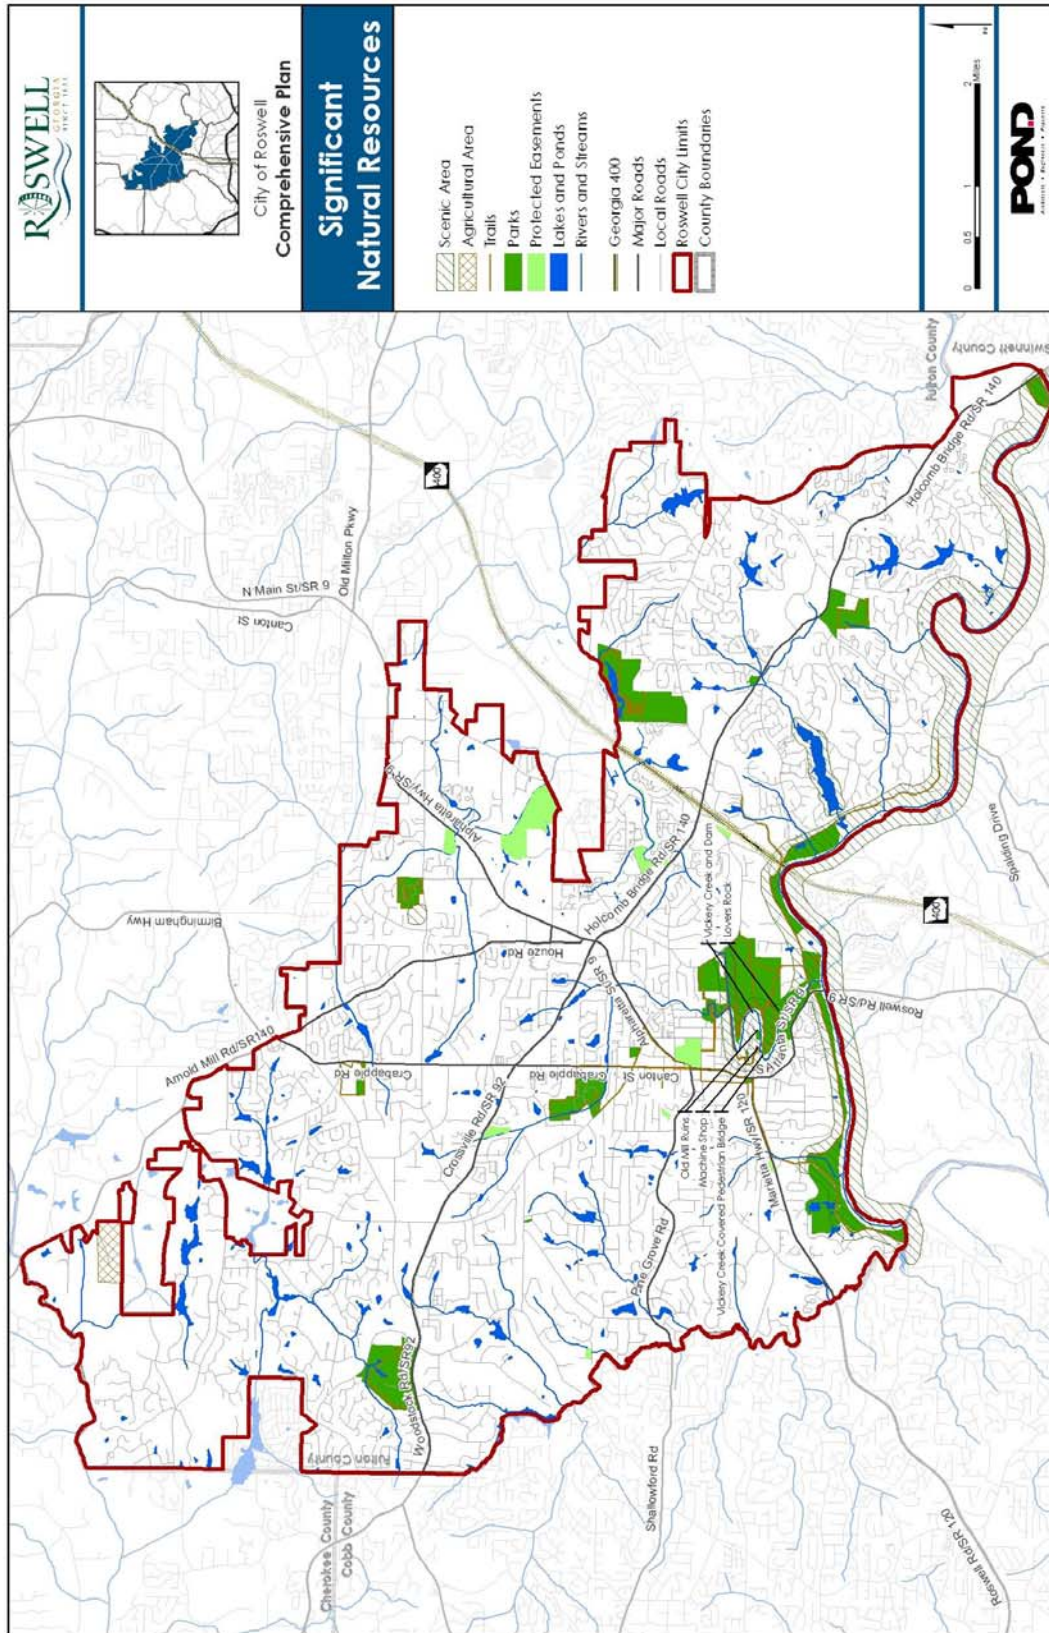 ROSWELL
GEORGIA
City of Roswell
Comprehensive Plan
Significant
Natural Resources
Scenic Area
Agricultural Area
Trails
Parks
Protected Easements
Lakes and Ponds
Rivers and Streams
Georgia 400
Major Roads
Local Roads
Roswell City Limits
County Boundaries
0 0.5 1 2 Miles
N
POND
N Main St/SR 9
Canton St
Old Milton Pkwy
400
Birmingham Hwy
Arnold Mill Rd/SR140
Crabapple Rd
Houze Rd
Alpharetta Hwy/SR 9
Crossville Rd/SR 92
Crabapple Rd
Holcomb Bridge Rd/SR 140
Alpharetta St/SR 9
Canton St
Woodstock Rd/SR92
Fulton County
Cherokee County
Cobb County
Pine Grove Rd
Old Mill Ruins
Machine Shop
Vickery Creek Covered Pedestrian Bridge
Vickery Creek and Dam
Lovers Rock
S Atlanta St/SR 9
Marietta Hwy/SR 120
Shallowford Rd
Roswell Rd/SR 120
Roswell Rd/SR 9
400
Spalding Drive
Holcomb Bridge Rd/SR 140
Fulton County
Gwinnett County